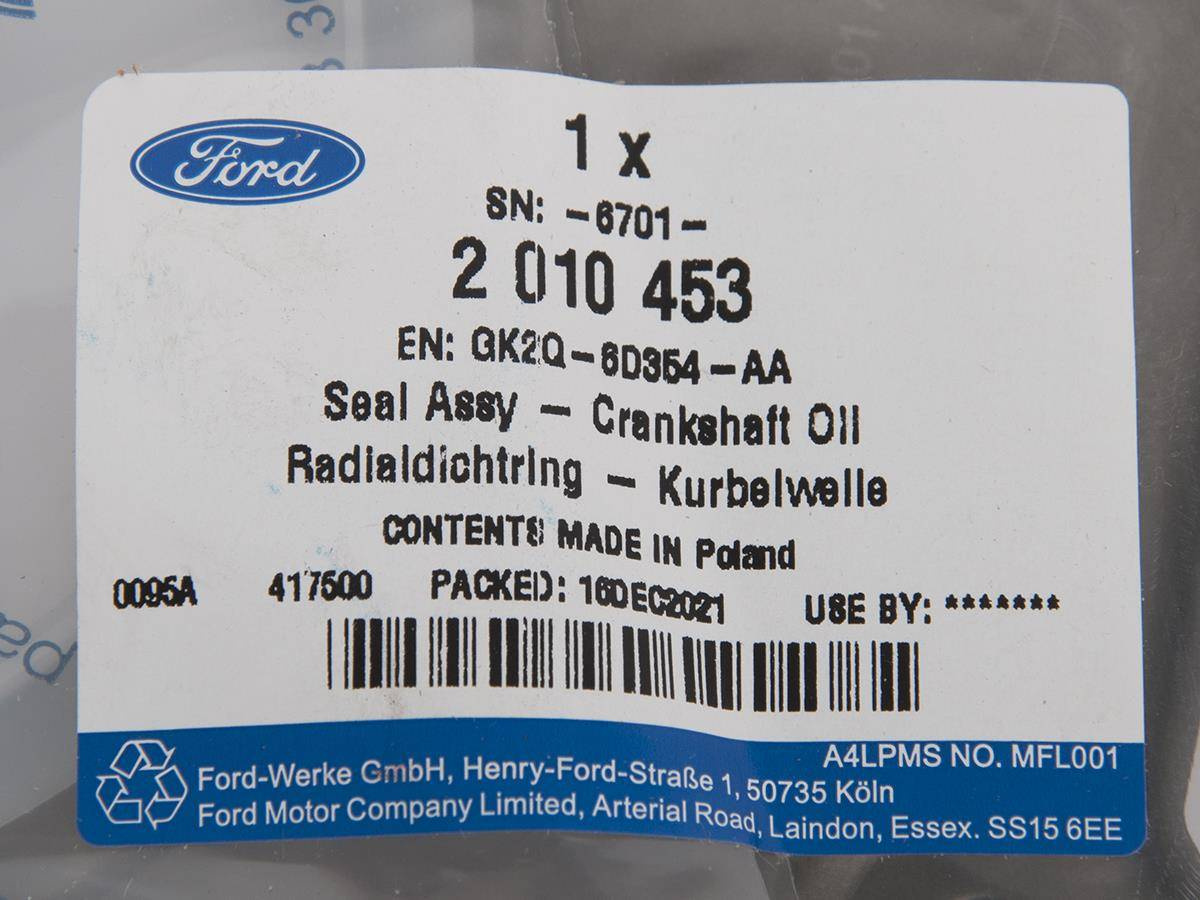 Ford
1 x
SN: -6701-
2 010 453
EN: GK2Q-6D354-AA
Seal Assy - Crankshaft Oil
Radialdichtring - Kurbelwelle
CONTENTS MADE IN Poland
0095A 417500 PACKED: 16DEC2021 USE BY: *******
A4LPMS NO. MFL001
Ford-Werke GmbH, Henry-Ford-Straße 1, 50735 Köln
Ford Motor Company Limited, Arterial Road, Laindon, Essex. SS15 6EE